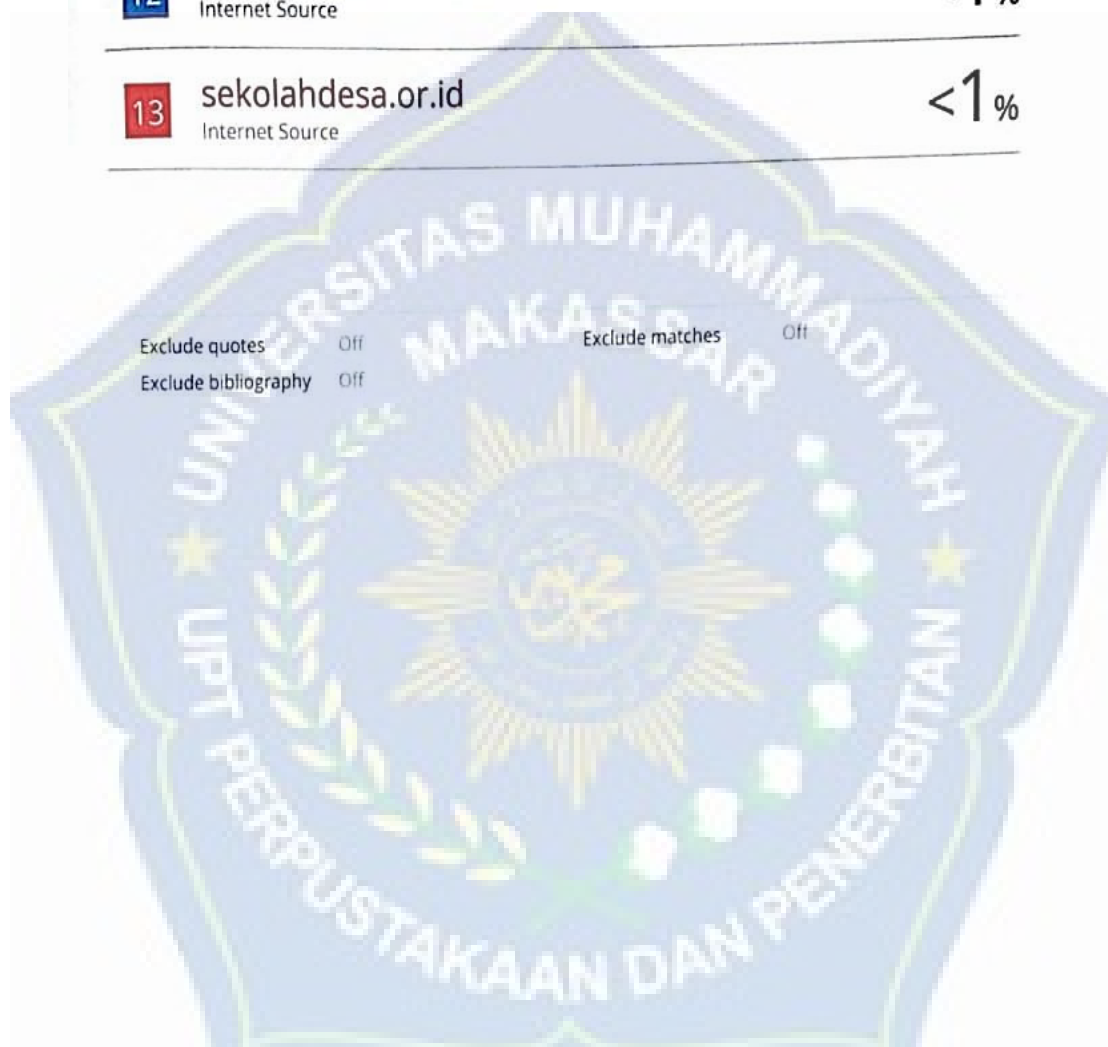 12
Internet Source
13 sekolahdesa.or.id <1 %
Internet Source
Exclude quotes Off Exclude matches Off
Exclude bibliography Off
UNIVERSITAS MUHAMMADIYAH
MAKASSAR
UPT PERPUSTAKAAN DAN PENERBITAN